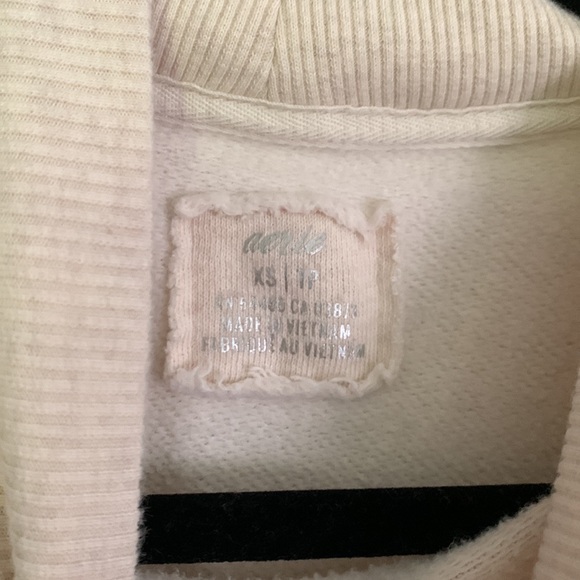 aerie
XS | TP
MADE IN VIETNAM
FABRIQUÉ AU VIETNAM